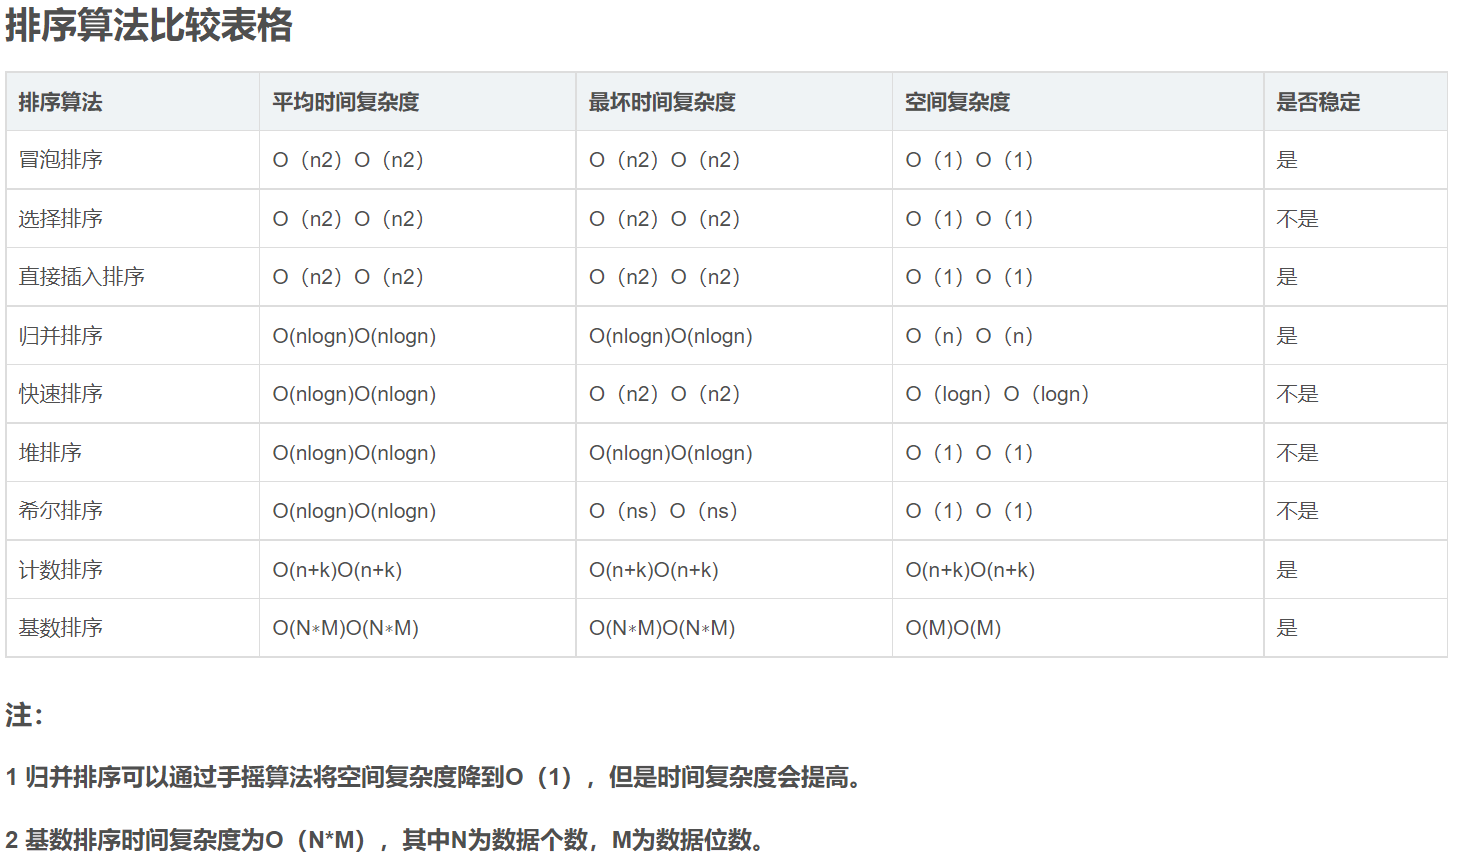 排序算法比较表格
排序算法 平均时间复杂度 最坏时间复杂度 空间复杂度 是否稳定
冒泡排序 O（n2）O（n2） O（n2）O（n2） O（1）O（1） 是
选择排序 O（n2）O（n2） O（n2）O（n2） O（1）O（1） 不是
直接插入排序 O（n2）O（n2） O（n2）O（n2） O（1）O（1） 是
归并排序 O(nlogn)O(nlogn) O(nlogn)O(nlogn) O（n）O（n） 是
快速排序 O(nlogn)O(nlogn) O（n2）O（n2） O（logn）O（logn） 不是
堆排序 O(nlogn)O(nlogn) O(nlogn)O(nlogn) O（1）O（1） 不是
希尔排序 O(nlogn)O(nlogn) O（ns）O（ns） O（1）O（1） 不是
计数排序 O(n+k)O(n+k) O(n+k)O(n+k) O(n+k)O(n+k) 是
基数排序 O(N∗M)O(N∗M) O(N∗M)O(N∗M) O(M)O(M) 是
注：
1 归并排序可以通过手摇算法将空间复杂度降到O（1），但是时间复杂度会提高。
2 基数排序时间复杂度为O（N*M），其中N为数据个数，M为数据位数。